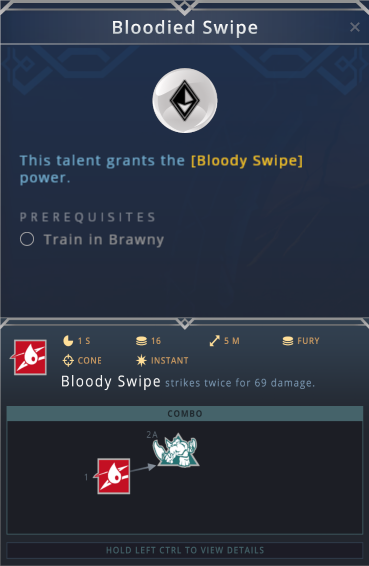 Bloodied Swipe
This talent grants the [Bloody Swipe]
power.
PREREQUISITES
Train in Brawny
1 S 16 5 M FURY
CONE INSTANT
Bloody Swipe strikes twice for 69 damage.
COMBO
2A
1
HOLD LEFT CTRL TO VIEW DETAILS